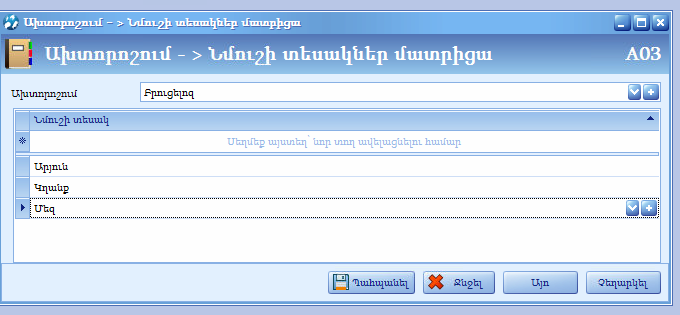 Ախտորոշում - > Նմուշի տեսակներ մատրիցա
Ախտորոշում - > Նմուշի տեսակներ մատրիցա A03
Ախտորոշում Բրուցելոզ
Նմուշի տեսակ
Սեղմեք այստեղ՝ նոր տող ավելացնելու համար
Արյուն
Կղանք
Մեզ
Պահպանել Ջնջել Այո Չեղարկել